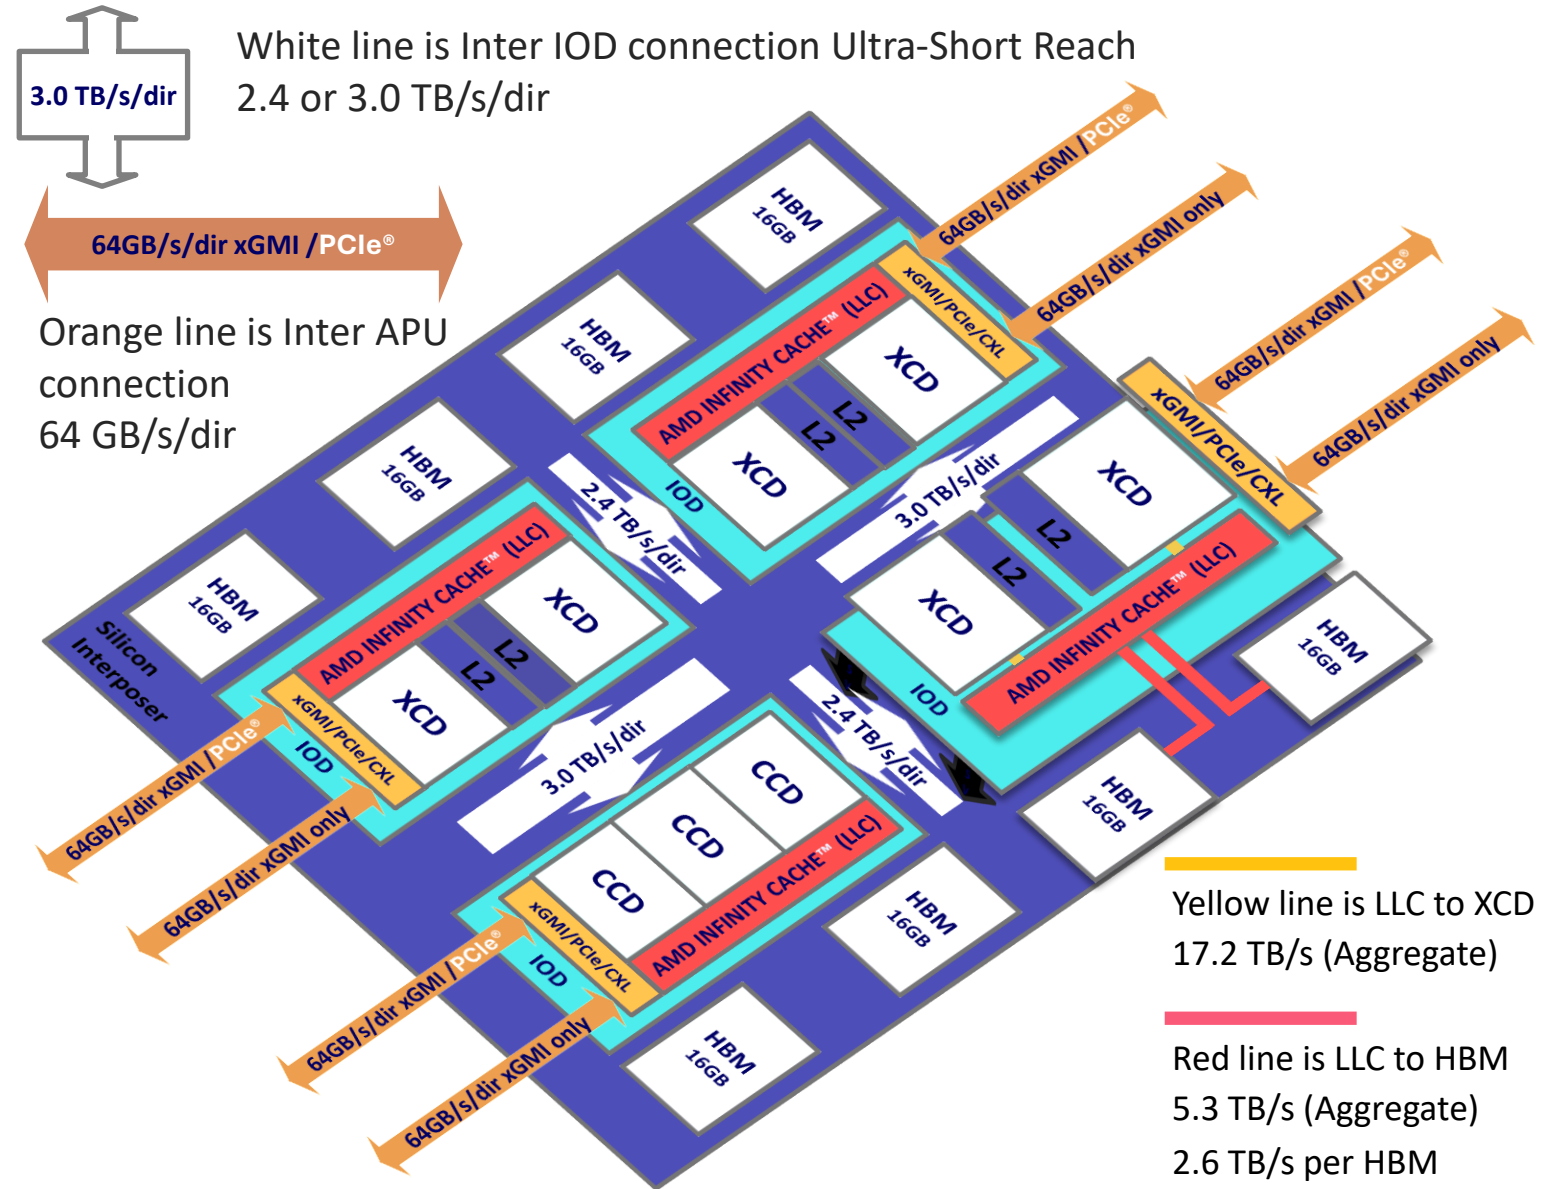 3.0 TB/s/dir
White line is Inter IOD connection Ultra-Short Reach
2.4 or 3.0 TB/s/dir
64GB/s/dir xGMI /PCIe®
Orange line is Inter APU
connection
64 GB/s/dir
64GB/s/dir xGMI /PCIe®
64GB/s/dir xGMI only
64GB/s/dir xGMI /PCIe®
64GB/s/dir xGMI only
HBM
16GB
HBM
16GB
HBM
16GB
HBM
16GB
Silicon
Interposer
xGMI/PCIe/CXL
AMD INFINITY CACHE™ (LLC)
XCD
L2
L2
XCD
IOD
2.4 TB/s/dir
3.0 TB/s/dir
xGMI/PCIe/CXL
XCD
L2
L2
XCD
AMD INFINITY CACHE™ (LLC)
IOD
HBM
16GB
HBM
16GB
AMD INFINITY CACHE™ (LLC)
XCD
L2
L2
XCD
xGMI/PCIe/CXL
IOD
64GB/s/dir xGMI /PCIe®
64GB/s/dir xGMI only
3.0 TB/s/dir
2.4 TB/s/dir
CCD
CCD
CCD
AMD INFINITY CACHE™ (LLC)
xGMI/PCIe/CXL
IOD
64GB/s/dir xGMI /PCIe®
64GB/s/dir xGMI only
HBM
16GB
HBM
16GB
Yellow line is LLC to XCD
17.2 TB/s (Aggregate)
Red line is LLC to HBM
5.3 TB/s (Aggregate)
2.6 TB/s per HBM